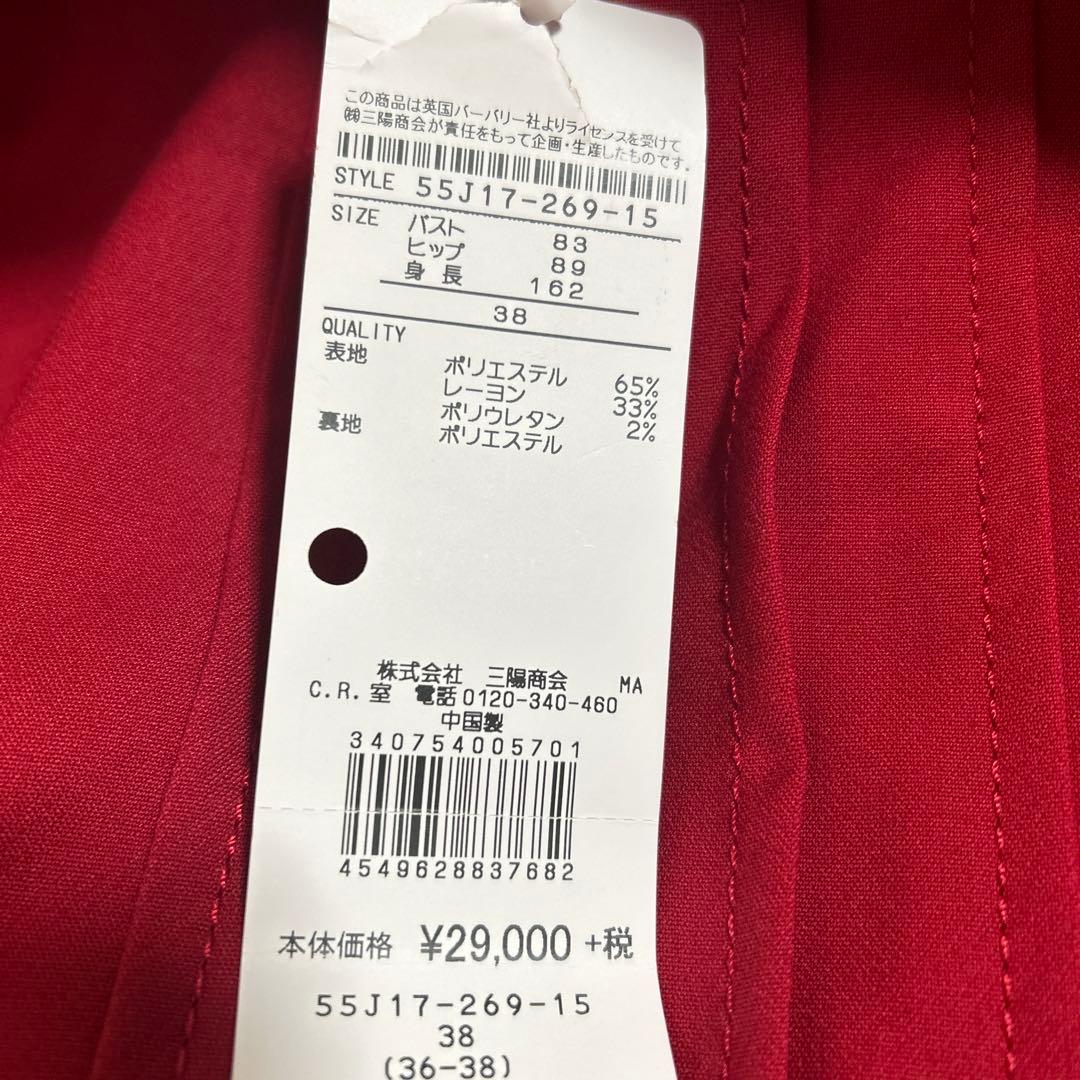 この商品は英国バーバリー社よりライセンスを受けて
㈱三陽商会が責任をもって企画・生産したものです。
STYLE 55J17-269-15
SIZE バスト 83
ヒップ 89
身長 162
38
QUALITY
表地 ポリエステル 65%
レーヨン 33%
ポリウレタン 2%
裏地 ポリエステル
株式会社 三陽商会 MA
C.R.室 電話0120-340-460
中国製
340754005701
4549628837682
本体価格 ¥29,000 +税
55J17-269-15
38
(36-38)